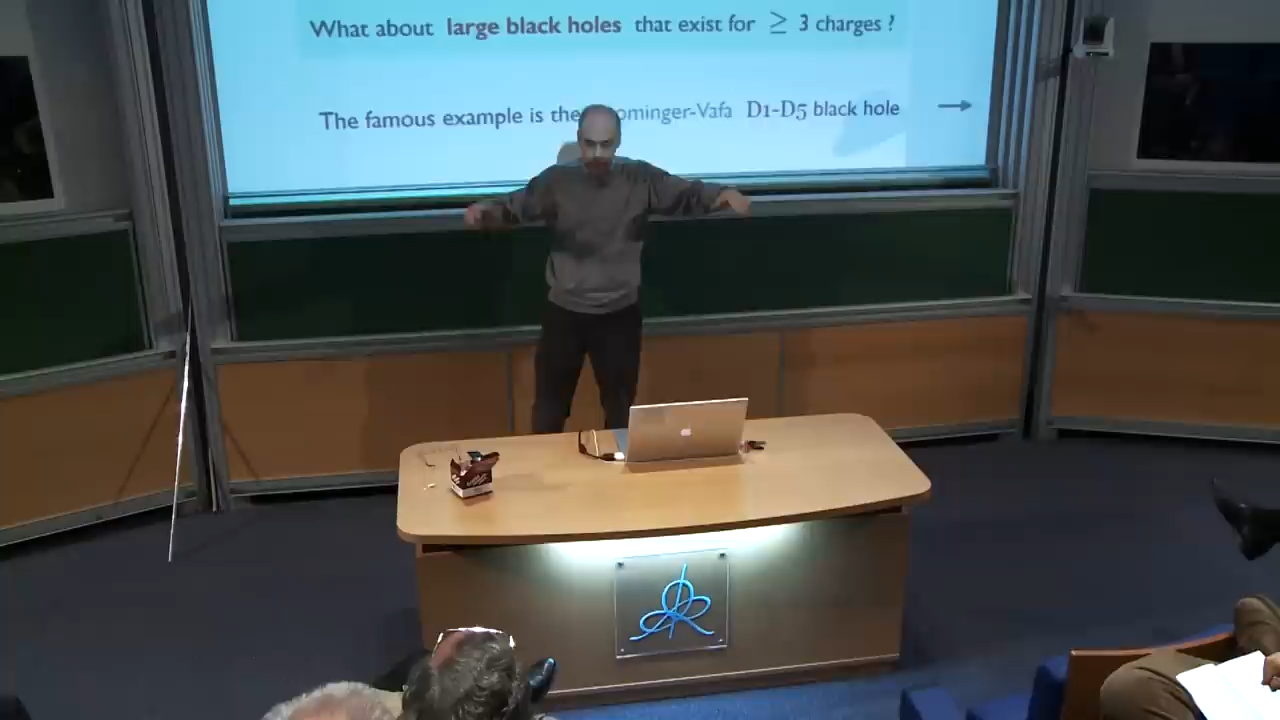 What about large black holes that exist for ≥ 3 charges ?
The famous example is the ominger-Vafa D1-D5 black hole →